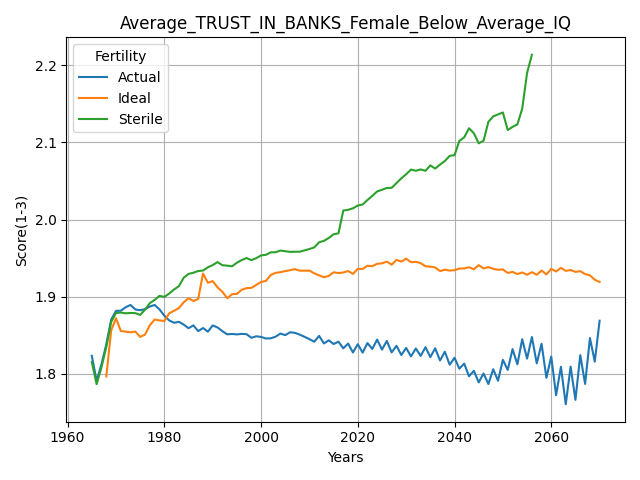 Average_TRUST_IN_BANKS_Female_Below_Average_IQ
Fertility
Actual
Ideal
Sterile
Score(1-3)
2.2
2.1
2.0
1.9
1.8
1960
1980
2000
2020
2040
2060
Years